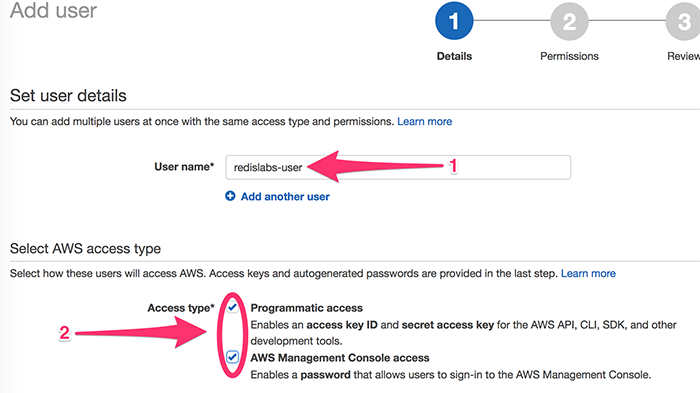 Add user
1 2 3
Details Permissions Review
Set user details
You can add multiple users at once with the same access type and permissions. Learn more
User name* redislabs-user 1
Add another user
Select AWS access type
Select how these users will access AWS. Access keys and autogenerated passwords are provided in the last step. Learn more
Access type* Programmatic access
Enables an access key ID and secret access key for the AWS API, CLI, SDK, and other
2 development tools.
AWS Management Console access
Enables a password that allows users to sign-in to the AWS Management Console.